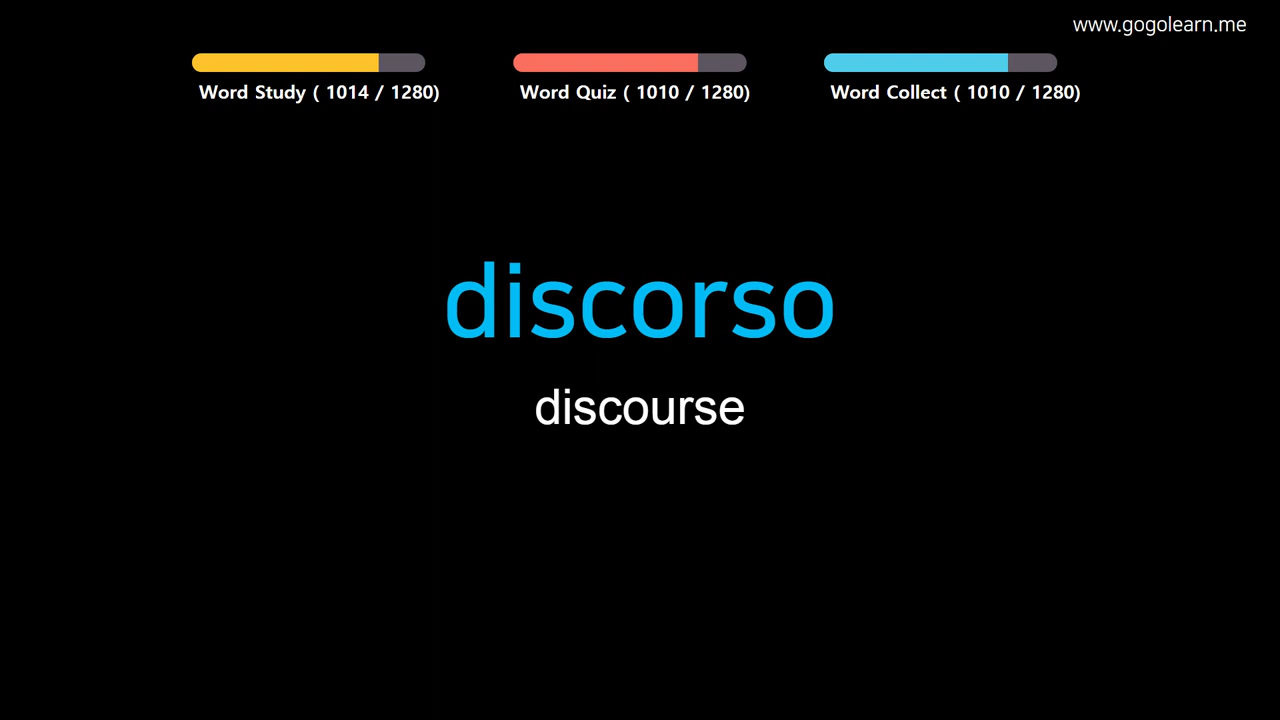 www.gogolearn.me
Word Study ( 1014 / 1280)
Word Quiz ( 1010 / 1280)
Word Collect ( 1010 / 1280)
discorso
discourse